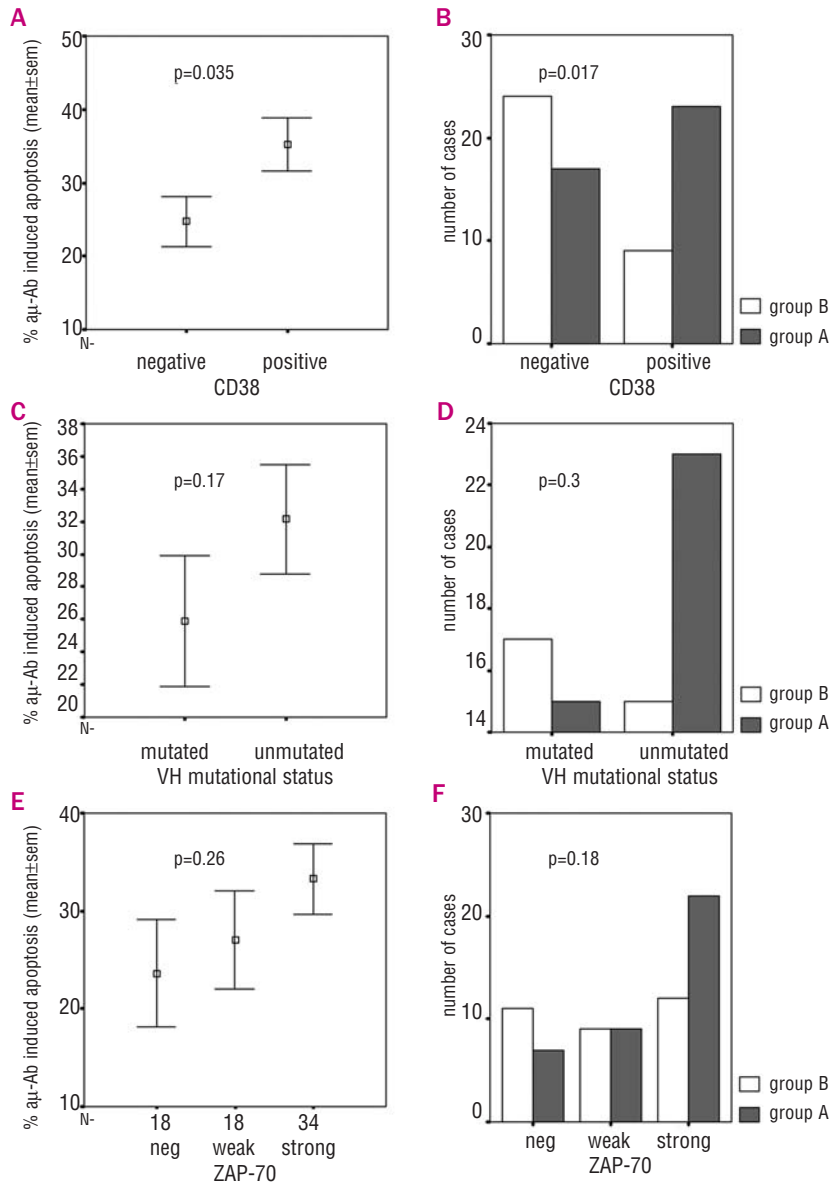 A
% aµ-Ab induced apoptosis (mean±sem)
50
40
30
20
10
p=0.035
N-
negative positive
CD38
B
number of cases
30
20
10
0
p=0.017
negative positive
CD38
group B
group A
C
% aµ-Ab induced apoptosis (mean±sem)
38
36
34
32
30
28
26
24
22
20
p=0.17
N-
mutated unmutated
VH mutational status
D
number of cases
24
22
20
18
16
14
p=0.3
mutated unmutated
VH mutational status
group B
group A
E
% aµ-Ab induced apoptosis (mean±sem)
40
30
20
10
p=0.26
N-
18 18 34
neg weak strong
ZAP-70
F
number of cases
30
20
10
0
p=0.18
neg weak strong
ZAP-70
group B
group A